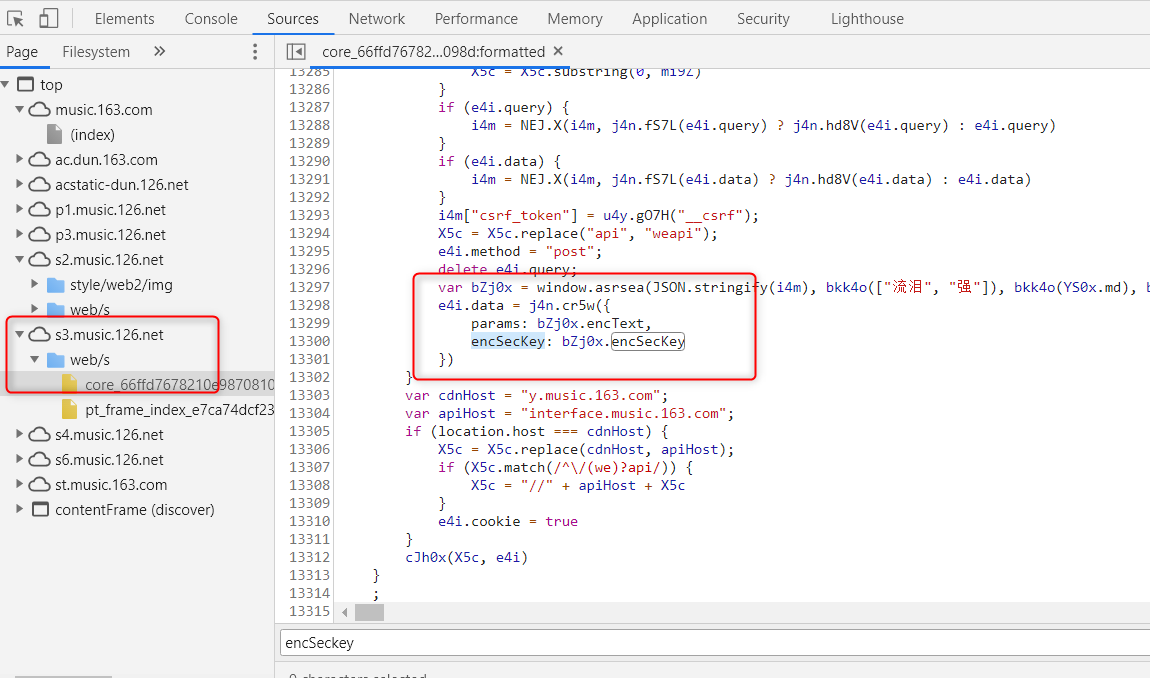 Elements Console Sources Network Performance Memory Application Security Lighthouse
Page Filesystem » core_66ffd76782...098d:formatted ×
top
music.163.com
(index)
ac.dun.163.com
acstatic-dun.126.net
p1.music.126.net
p3.music.126.net
s2.music.126.net
style/web2/img
web/s
s3.music.126.net
web/s
core_66ffd7678210e9870810
pt_frame_index_e7ca74dcf23
s4.music.126.net
s6.music.126.net
st.music.163.com
contentFrame (discover)
13285 X5c = X5c.substring(0, mi9Z)
13286 }
13287 if (e4i.query) {
13288 i4m = NEJ.X(i4m, j4n.fS7L(e4i.query) ? j4n.hd8V(e4i.query) : e4i.query)
13289 }
13290 if (e4i.data) {
13291 i4m = NEJ.X(i4m, j4n.fS7L(e4i.data) ? j4n.hd8V(e4i.data) : e4i.data)
13292 }
13293 i4m["csrf_token"] = u4y.gO7H("__csrf");
13294 X5c = X5c.replace("api", "weapi");
13295 e4i.method = "post";
13296 delete e4i.query;
13297 var bZj0x = window.asrsea(JSON.stringify(i4m), bkk4o(["流泪", "强"]), bkk4o(YS0x.md), b
13298 e4i.data = j4n.cr5w({
13299 params: bZj0x.encText,
13300 encSecKey: bZj0x.encSecKey
13301 })
13302 }
13303 var cdnHost = "y.music.163.com";
13304 var apiHost = "interface.music.163.com";
13305 if (location.host === cdnHost) {
13306 X5c = X5c.replace(cdnHost, apiHost);
13307 if (X5c.match(/^\/(we)?api/)) {
13308 X5c = "//" + apiHost + X5c
13309 }
13310 e4i.cookie = true
13311 }
13312 cJh0x(X5c, e4i)
13313 }
13314 ;
13315
encSeckey
9 characters selected